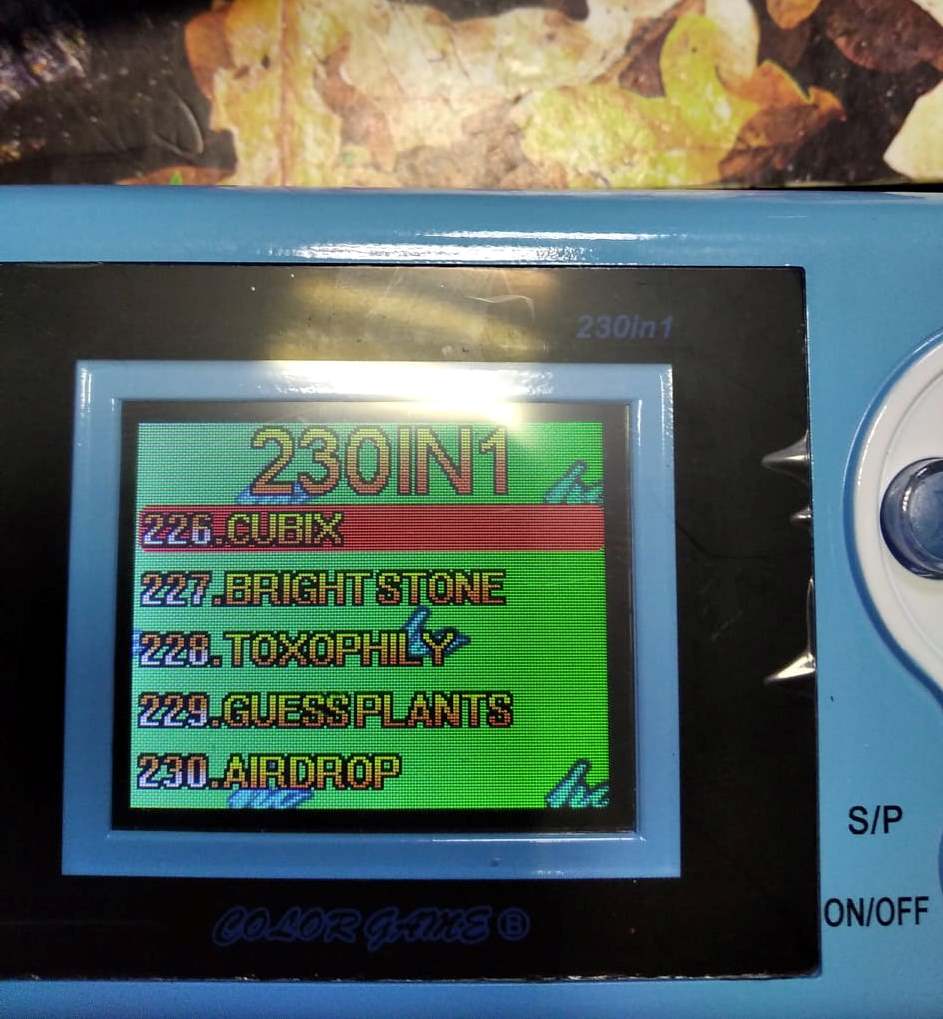 230in1
230IN1
226.CUBIX
227.BRIGHT STONE
228.TOXOPHILY
229.GUESS PLANTS
230.AIRDROP
S/P
COLOR GAME B
ON/OFF